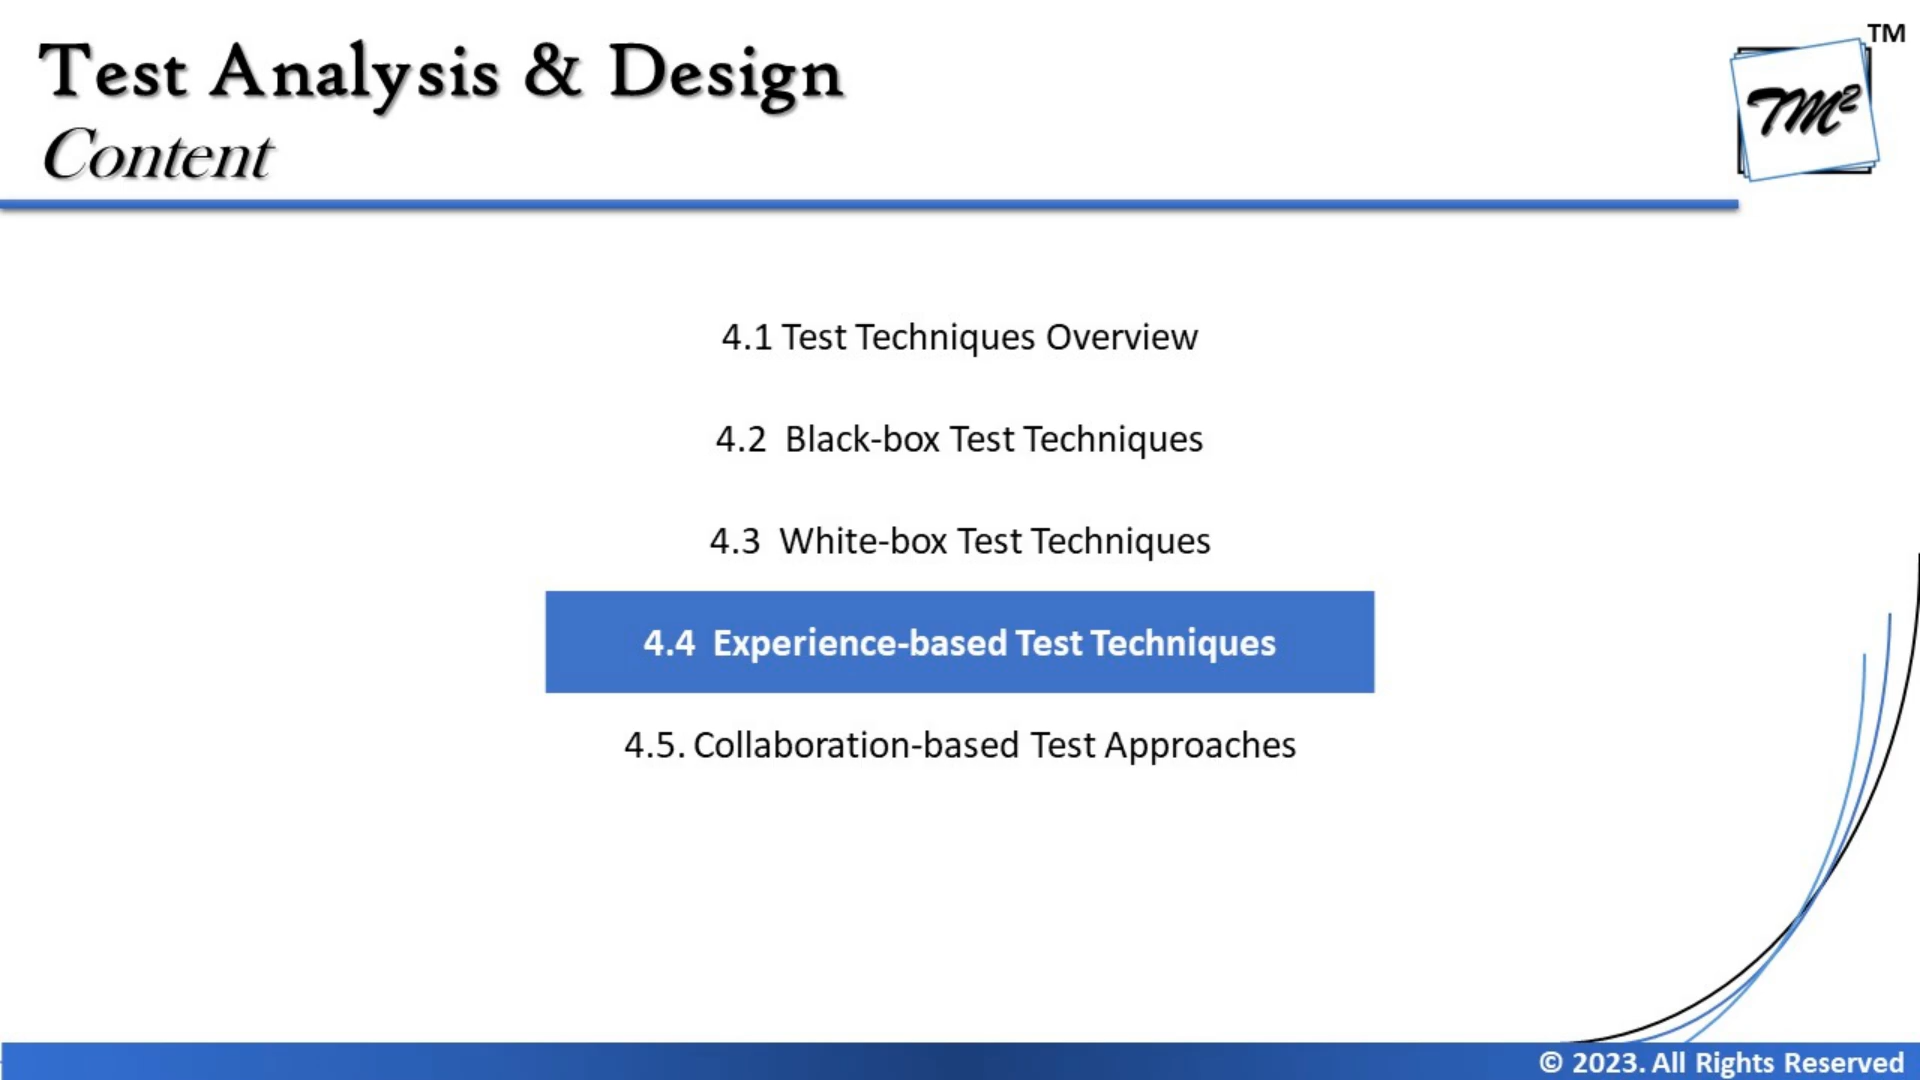 Test Analysis & Design
Content
TM
TM²
4.1 Test Techniques Overview
4.2 Black-box Test Techniques
4.3 White-box Test Techniques
4.4 Experience-based Test Techniques
4.5. Collaboration-based Test Approaches
© 2023. All Rights Reserved